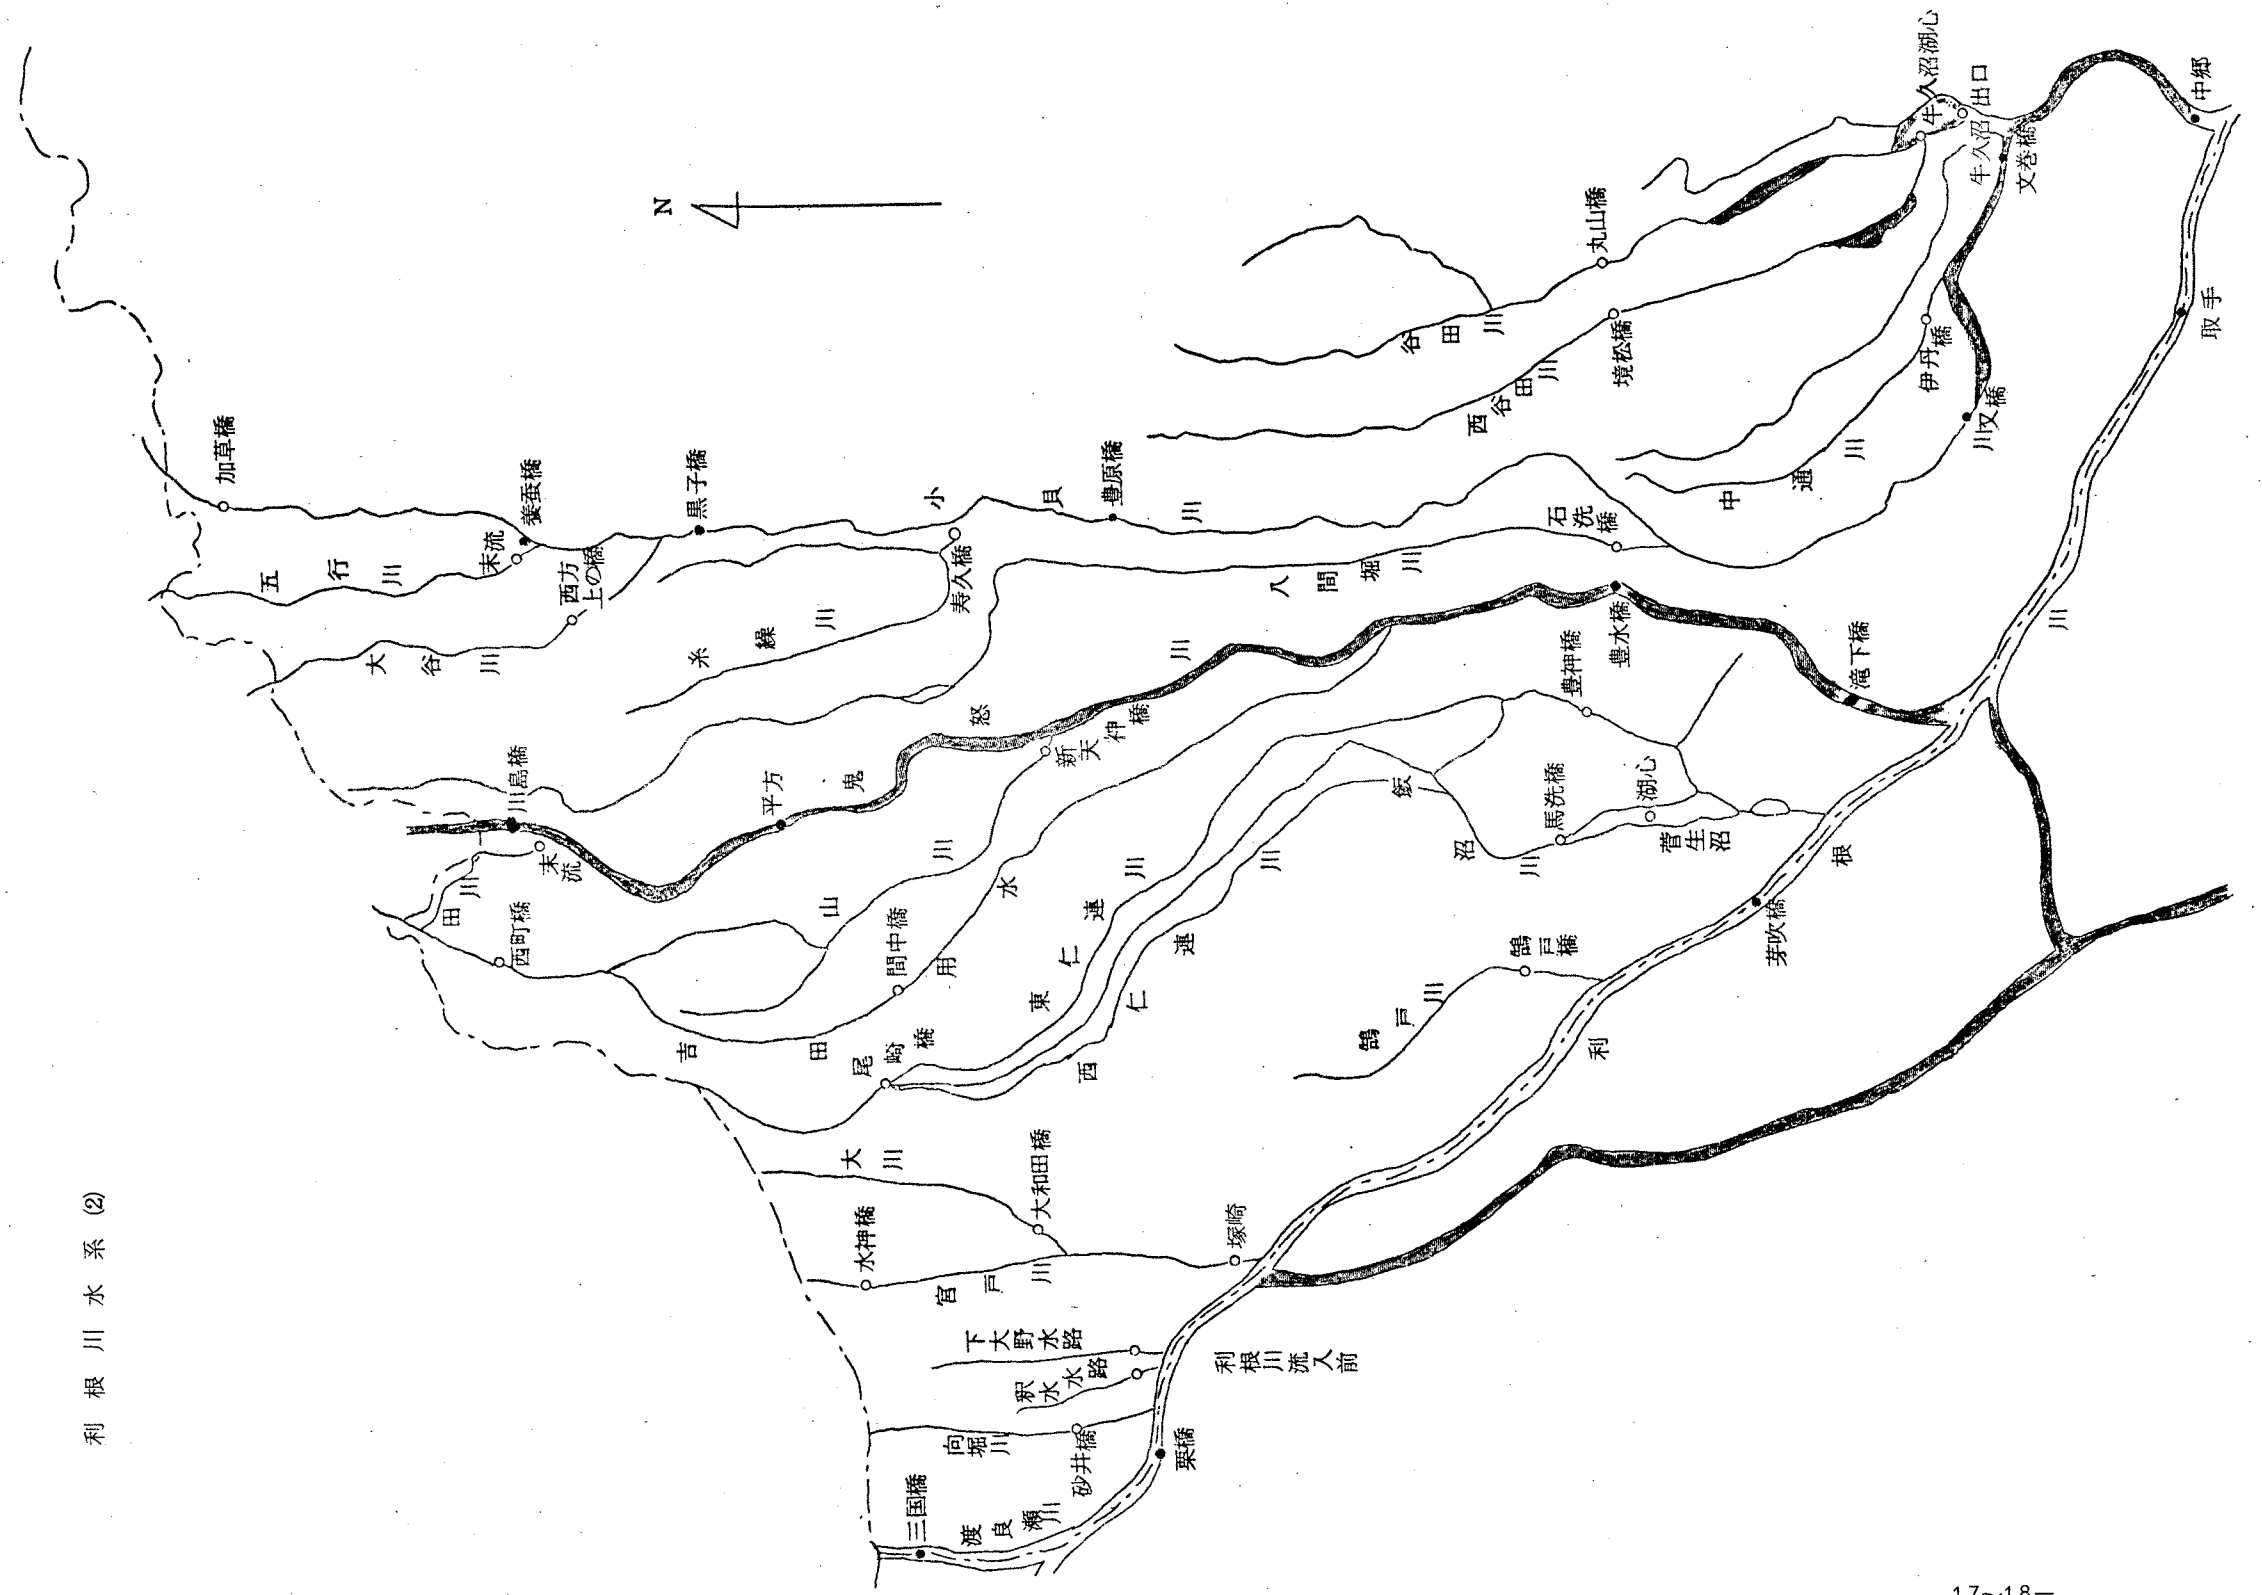 利根川水系 (2)
N
加草橋
五行川
末流
養蚕橋
西方
上の橋
大谷川
黒子橋
糸繰川
寿久橋
小貝川
豊原橋
八間堀川
石洗橋
川島橋
田川
末流
西町橋
平方
鬼怒川
新天神橋
豊水橋
滝下橋
山川
間中橋
吉田用水
尾崎橋
東仁連川
西仁連川
飯沼川
豊神橋
馬洗橋
湖心
菅生沼
鵠戸川
鵠戸橋
大川
大和田橋
水神橋
宮戸川
塚崎
下大野水路
釈水水路
利根川流入前
向堀川
砂井橋
三国橋
渡良瀬川
栗橋
利根川
芽吹橋
取手
谷田川
丸山橋
西谷田川
境松橋
中通川
伊丹橋
川又橋
文巻橋
牛久沼湖心
牛久沼
出口
中郷
17~18—